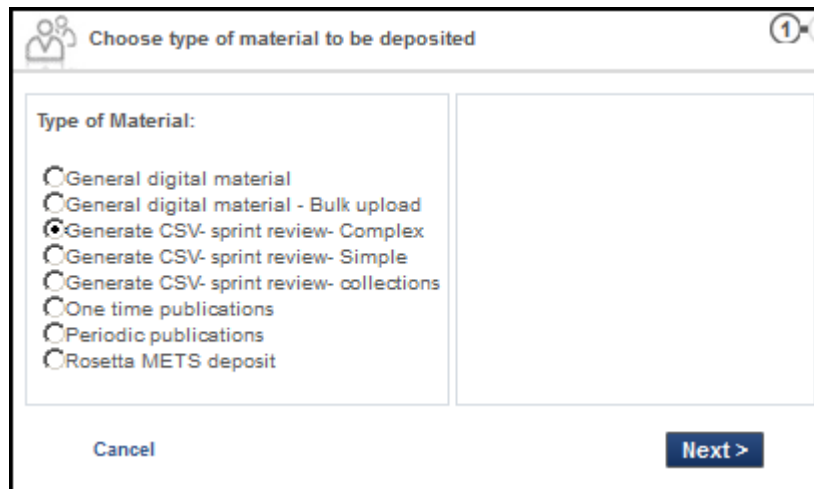 Choose type of material to be deposited
1
Type of Material:
General digital material
General digital material - Bulk upload
Generate CSV- sprint review- Complex
Generate CSV- sprint review- Simple
Generate CSV- sprint review- collections
One time publications
Periodic publications
Rosetta METS deposit
Cancel
Next >